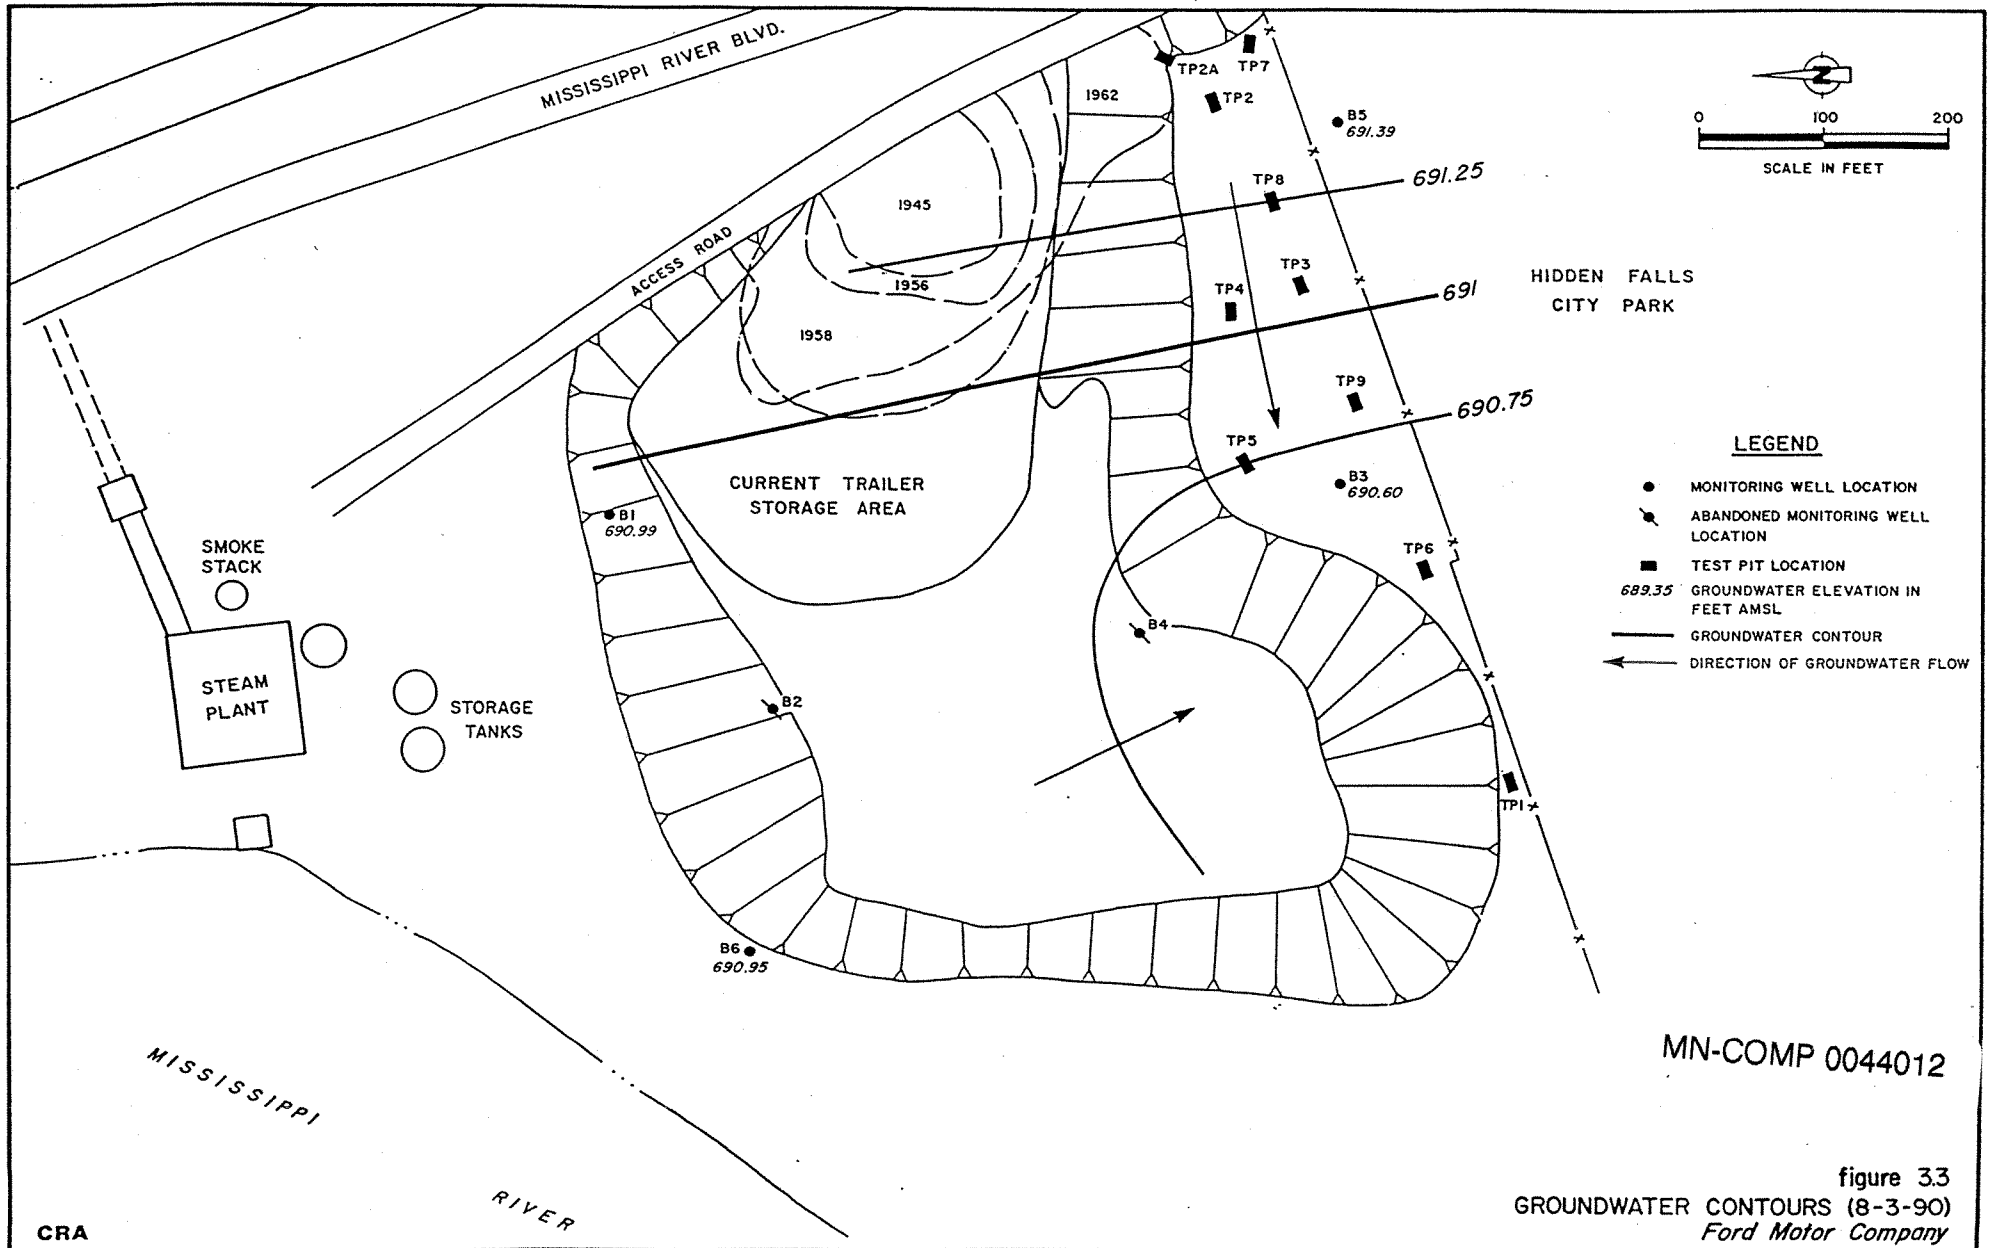 MISSISSIPPI RIVER BLVD.
TP2A
TP7
TP2
1962
B5
691.39
N
0 100 200
SCALE IN FEET
TP8
691.25
1945
ACCESS ROAD
1956
TP3
TP4
691
HIDDEN FALLS
CITY PARK
1958
TP9
690.75
TP5
CURRENT TRAILER
STORAGE AREA
B1
690.99
B3
690.60
TP6
SMOKE
STACK
B4
STEAM
PLANT
B2
STORAGE
TANKS
TP1
B6
690.95
LEGEND
MONITORING WELL LOCATION
ABANDONED MONITORING WELL
LOCATION
TEST PIT LOCATION
689.35 GROUNDWATER ELEVATION IN
FEET AMSL
GROUNDWATER CONTOUR
DIRECTION OF GROUNDWATER FLOW
MISSISSIPPI
RIVER
MN-COMP 0044012
figure 3.3
GROUNDWATER CONTOURS (8-3-90)
Ford Motor Company
CRA